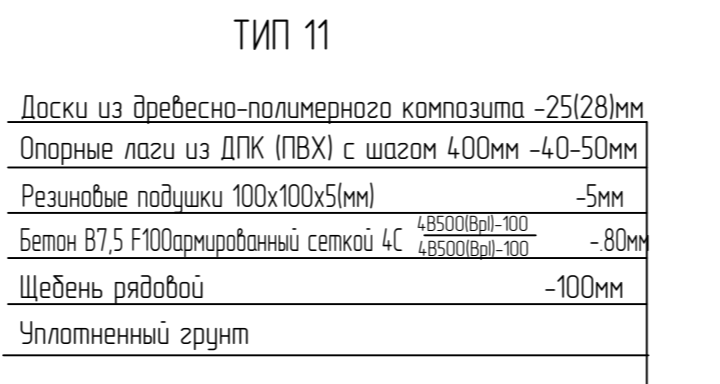 ТИП 11
Доски из древесно-полимерного композита -25(28)мм
Опорные лаги из ДПК (ПВХ) с шагом 400мм -40-50мм
Резиновые подушки 100х100х5(мм) -5мм
Бетон В7,5 F100армированный сеткой 4С 4В500(ВрI)-100 -.80мм
4В500(ВрI)-100
Щебень рядовой -100мм
Уплотненный грунт